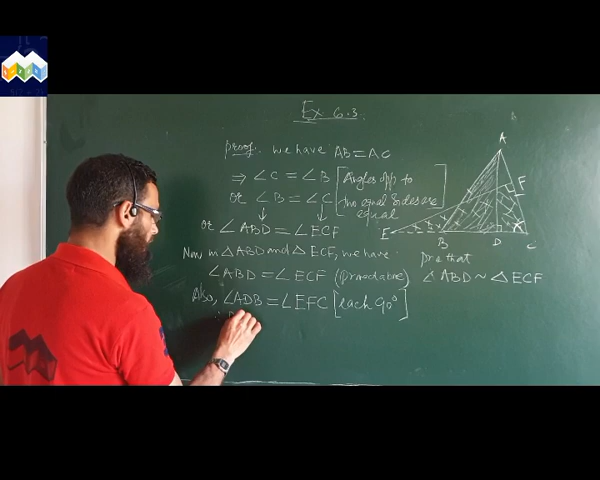 Ex 6.3
Proof: we have AB = AC
⇒ ∠C = ∠B [Angles opp to
or ∠B = ∠C two equal sides are
equal]
or ∠ABD = ∠ECF
Now in △ABD and △ECF, we have
∠ABD = ∠ECF (proved above)
Also, ∠ADB = ∠EFC [each 90°]
A
F
E
B
D
C
prove that
△ABD ~ △ECF